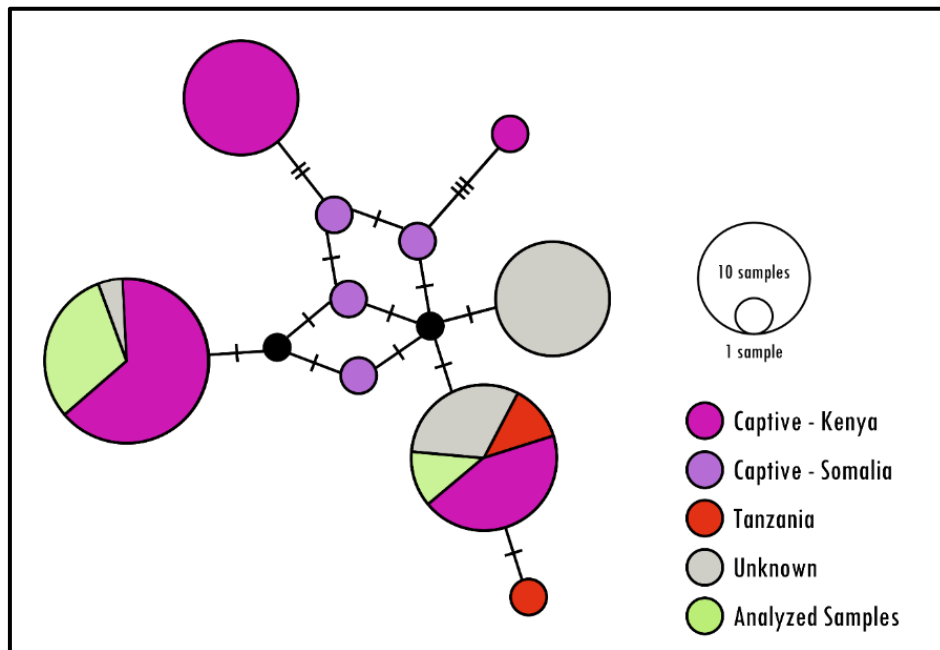 10 samples
1 sample
Captive - Kenya
Captive - Somalia
Tanzania
Unknown
Analyzed Samples